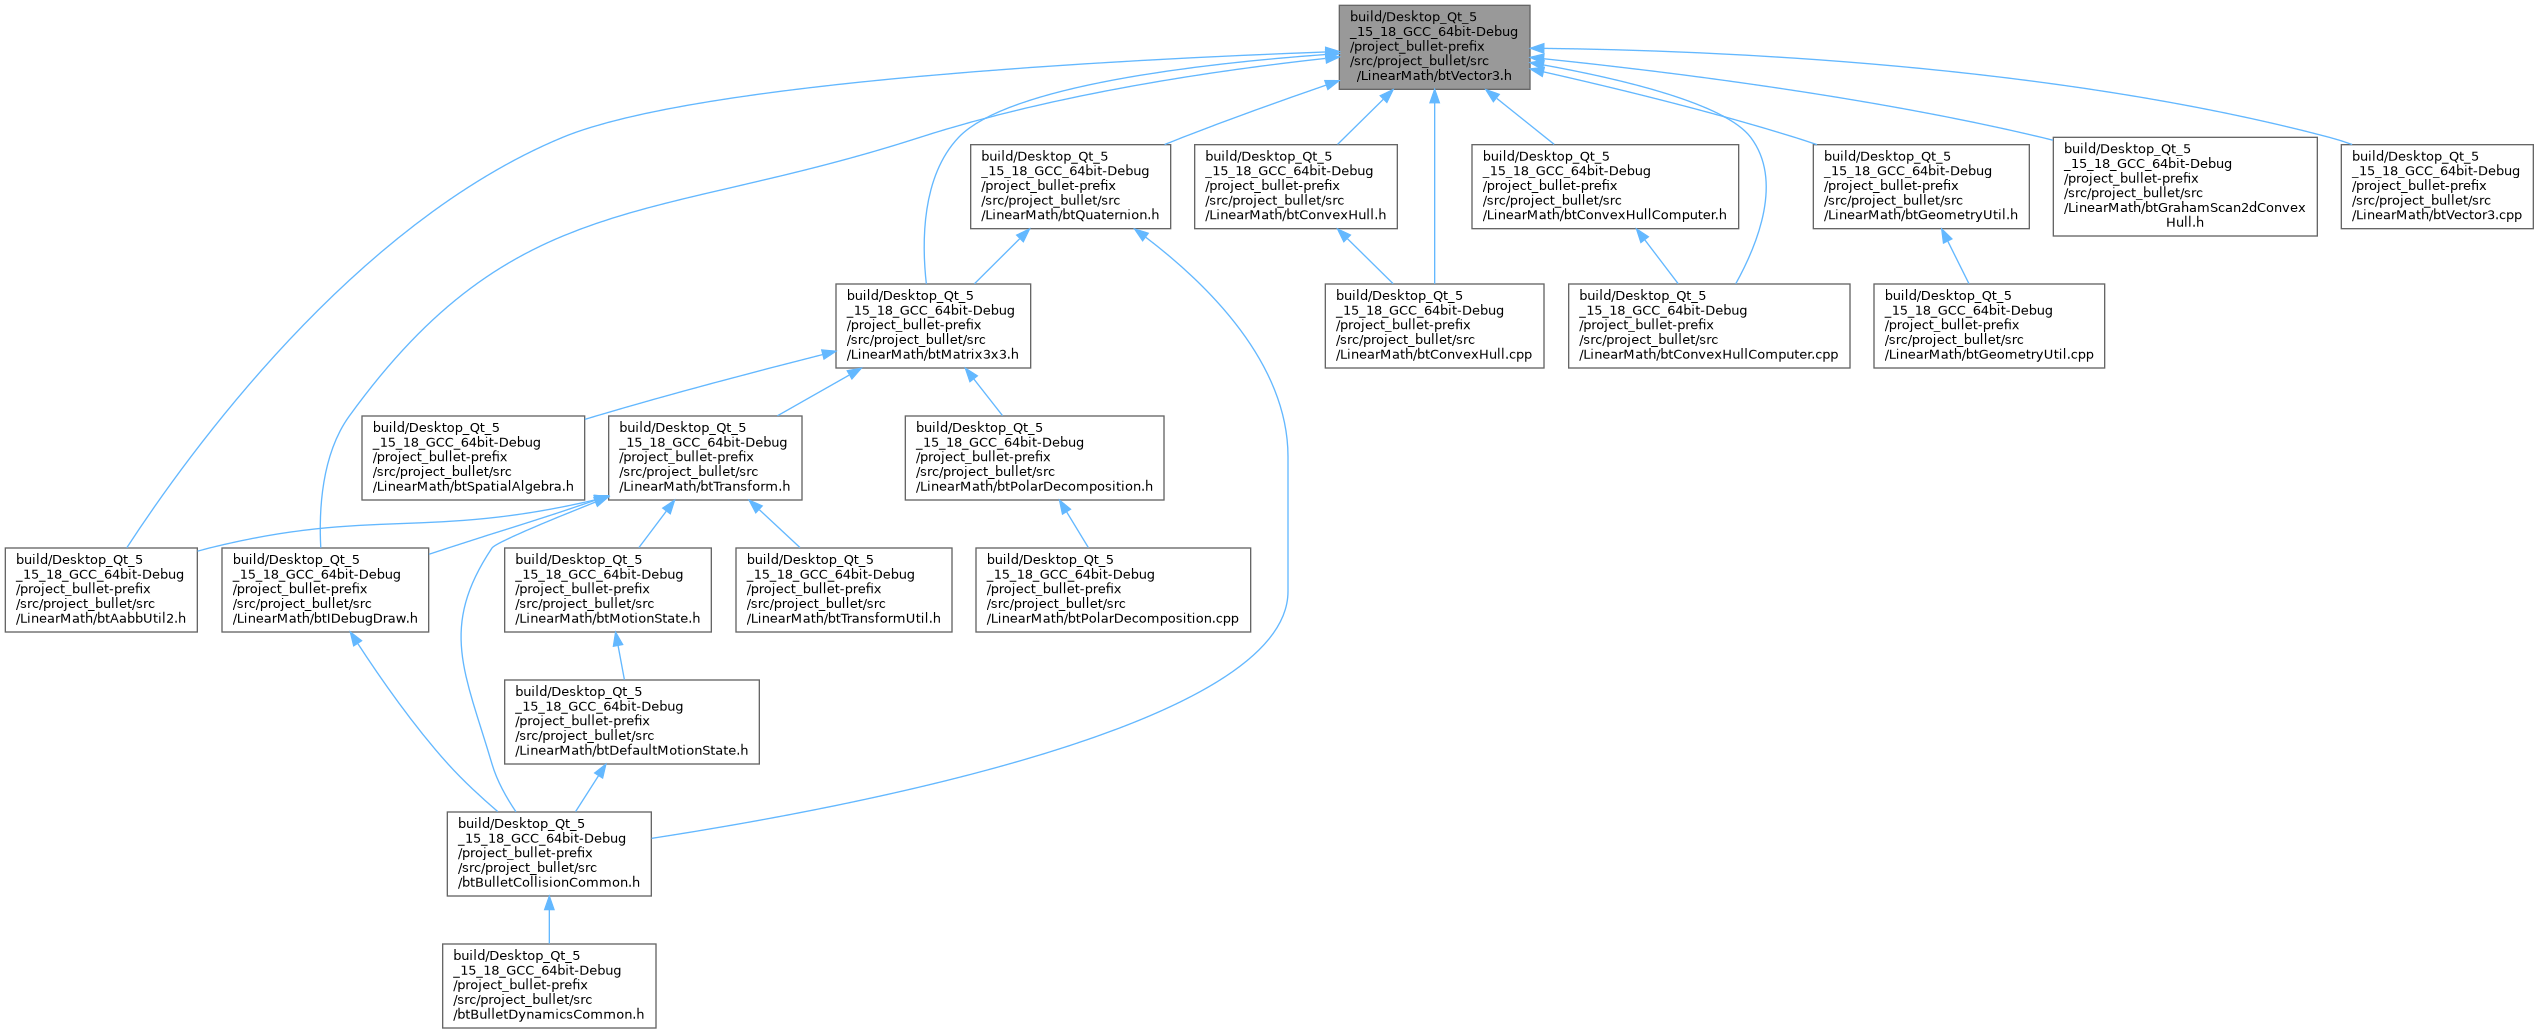 build/Desktop_Qt_5
_15_18_GCC_64bit-Debug
/project_bullet-prefix
/src/project_bullet/src
/LinearMath/btVector3.h
build/Desktop_Qt_5
_15_18_GCC_64bit-Debug
/project_bullet-prefix
/src/project_bullet/src
/LinearMath/btQuaternion.h
build/Desktop_Qt_5
_15_18_GCC_64bit-Debug
/project_bullet-prefix
/src/project_bullet/src
/LinearMath/btConvexHull.h
build/Desktop_Qt_5
_15_18_GCC_64bit-Debug
/project_bullet-prefix
/src/project_bullet/src
/LinearMath/btConvexHullComputer.h
build/Desktop_Qt_5
_15_18_GCC_64bit-Debug
/project_bullet-prefix
/src/project_bullet/src
/LinearMath/btGeometryUtil.h
build/Desktop_Qt_5
_15_18_GCC_64bit-Debug
/project_bullet-prefix
/src/project_bullet/src
/LinearMath/btGrahamScan2dConvex
Hull.h
build/Desktop_Qt_5
_15_18_GCC_64bit-Debug
/project_bullet-prefix
/src/project_bullet/src
/LinearMath/btVector3.cpp
build/Desktop_Qt_5
_15_18_GCC_64bit-Debug
/project_bullet-prefix
/src/project_bullet/src
/LinearMath/btMatrix3x3.h
build/Desktop_Qt_5
_15_18_GCC_64bit-Debug
/project_bullet-prefix
/src/project_bullet/src
/LinearMath/btConvexHull.cpp
build/Desktop_Qt_5
_15_18_GCC_64bit-Debug
/project_bullet-prefix
/src/project_bullet/src
/LinearMath/btConvexHullComputer.cpp
build/Desktop_Qt_5
_15_18_GCC_64bit-Debug
/project_bullet-prefix
/src/project_bullet/src
/LinearMath/btGeometryUtil.cpp
build/Desktop_Qt_5
_15_18_GCC_64bit-Debug
/project_bullet-prefix
/src/project_bullet/src
/LinearMath/btSpatialAlgebra.h
build/Desktop_Qt_5
_15_18_GCC_64bit-Debug
/project_bullet-prefix
/src/project_bullet/src
/LinearMath/btTransform.h
build/Desktop_Qt_5
_15_18_GCC_64bit-Debug
/project_bullet-prefix
/src/project_bullet/src
/LinearMath/btPolarDecomposition.h
build/Desktop_Qt_5
_15_18_GCC_64bit-Debug
/project_bullet-prefix
/src/project_bullet/src
/LinearMath/btAabbUtil2.h
build/Desktop_Qt_5
_15_18_GCC_64bit-Debug
/project_bullet-prefix
/src/project_bullet/src
/LinearMath/btIDebugDraw.h
build/Desktop_Qt_5
_15_18_GCC_64bit-Debug
/project_bullet-prefix
/src/project_bullet/src
/LinearMath/btMotionState.h
build/Desktop_Qt_5
_15_18_GCC_64bit-Debug
/project_bullet-prefix
/src/project_bullet/src
/LinearMath/btTransformUtil.h
build/Desktop_Qt_5
_15_18_GCC_64bit-Debug
/project_bullet-prefix
/src/project_bullet/src
/LinearMath/btPolarDecomposition.cpp
build/Desktop_Qt_5
_15_18_GCC_64bit-Debug
/project_bullet-prefix
/src/project_bullet/src
/LinearMath/btDefaultMotionState.h
build/Desktop_Qt_5
_15_18_GCC_64bit-Debug
/project_bullet-prefix
/src/project_bullet/src
/btBulletCollisionCommon.h
build/Desktop_Qt_5
_15_18_GCC_64bit-Debug
/project_bullet-prefix
/src/project_bullet/src
/btBulletDynamicsCommon.h